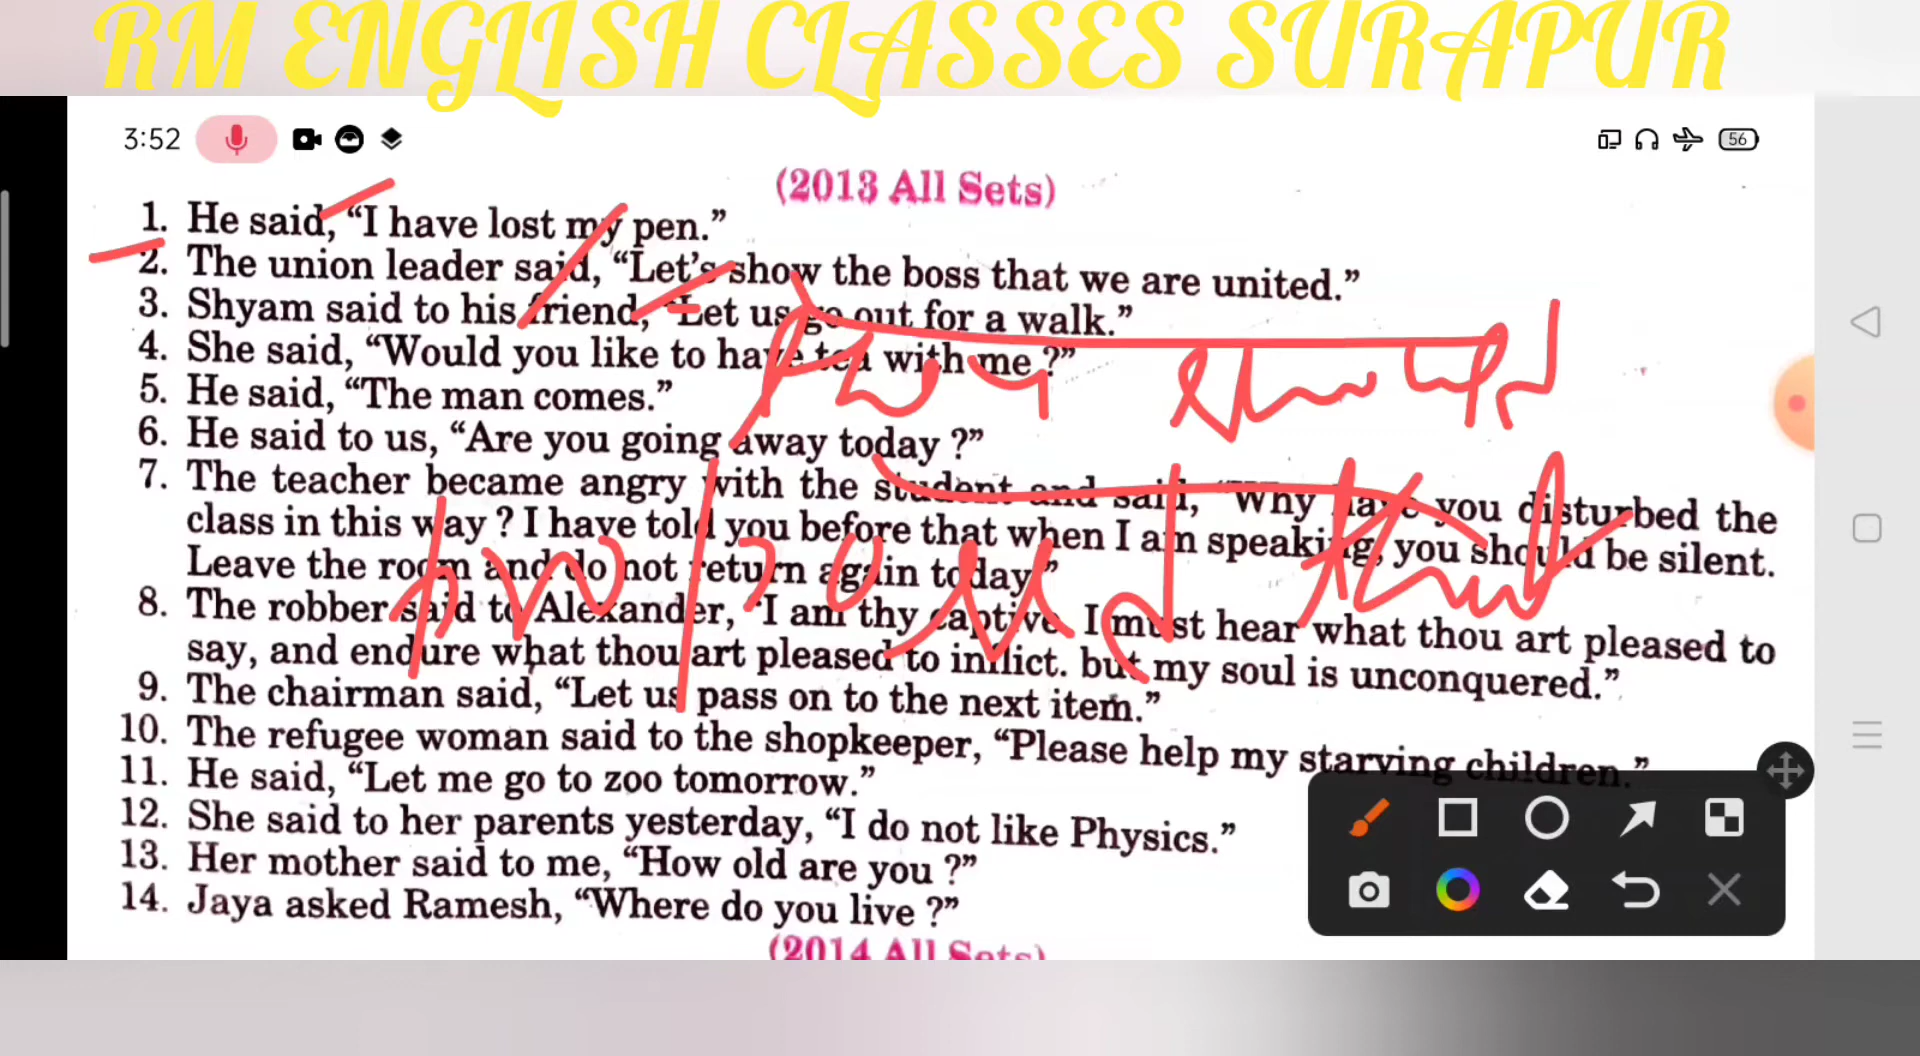 RM ENGLISH CLASSES SURAPUR
3:52
56
(2013 All Sets)
1. He said, “I have lost my pen.”
2. The union leader said, “Let’s show the boss that we are united.”
3. Shyam said to his friend, “Let us go out for a walk.”
4. She said, “Would you like to have tea with me ?”
5. He said, “The man comes.”
6. He said to us, “Are you going away today ?”
7. The teacher became angry with the student and said, “Why have you disturbed the
class in this way ? I have told you before that when I am speaking, you should be silent.
Leave the room and do not return again today.”
8. The robber said to Alexander, “I am thy captive. I must hear what thou art pleased to
say, and endure what thou art pleased to inflict. but my soul is unconquered.”
9. The chairman said, “Let us pass on to the next item.”
10. The refugee woman said to the shopkeeper, “Please help my starving children.”
11. He said, “Let me go to zoo tomorrow.”
12. She said to her parents yesterday, “I do not like Physics.”
13. Her mother said to me, “How old are you ?”
14. Jaya asked Ramesh, “Where do you live ?”
(2014 All Sets)
they should
proposed that